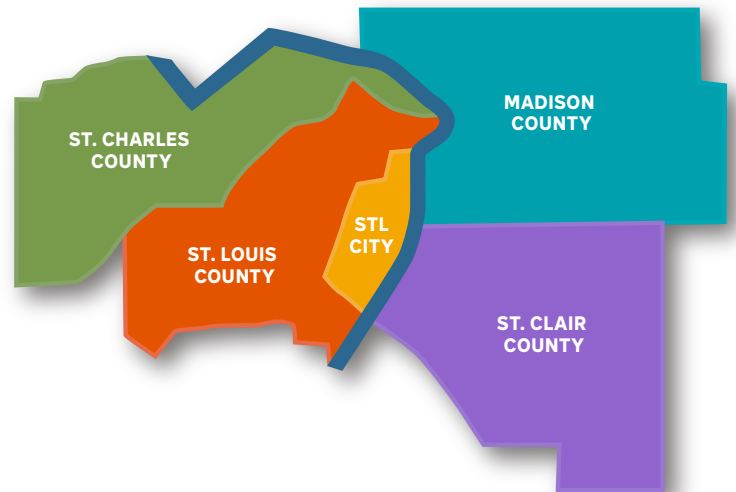 MADISON
COUNTY
ST. CHARLES
COUNTY
STL
CITY
ST. LOUIS
COUNTY
ST. CLAIR
COUNTY